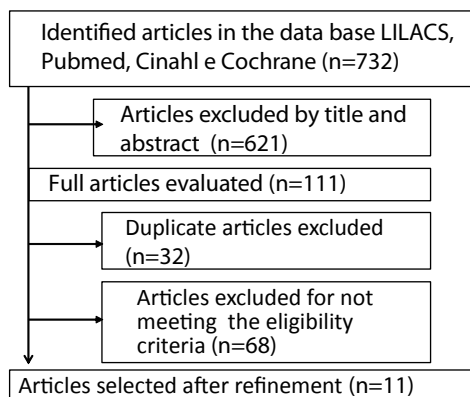 Identified articles in the data base LILACS,
Pubmed, Cinahl e Cochrane (n=732)
Articles excluded by title and
abstract (n=621)
Full articles evaluated (n=111)
Duplicate articles excluded
(n=32)
Articles excluded for not
meeting the eligibility
criteria (n=68)
Articles selected after refinement (n=11)